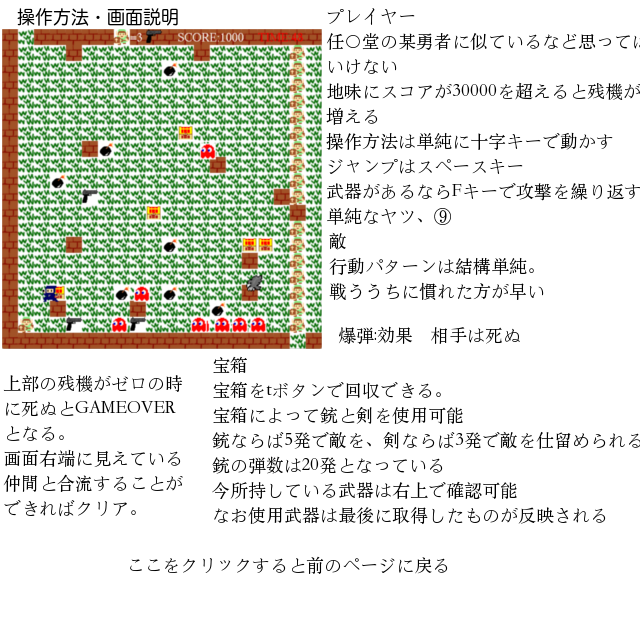 操作方法・画面説明
=3
SCORE:1000
プレイヤー
任〇堂の某勇者に似ているなど思っては
いけない
地味にスコアが30000を超えると残機が
増える
操作方法は単純に十字キーで動かす
ジャンプはスペースキー
武器があるならFキーで攻撃を繰り返す
単純なヤツ、⑨
敵
行動パターンは結構単純。
戦ううちに慣れた方が早い
爆弾:効果 相手は死ぬ
上部の残機がゼロの時
に死ぬとGAMEOVER
となる。
画面右端に見えている
仲間と合流することが
できればクリア。
宝箱
宝箱をtボタンで回収できる。
宝箱によって銃と剣を使用可能
銃ならば5発で敵を、剣ならば3発で敵を仕留められる
銃の弾数は20発となっている
今所持している武器は右上で確認可能
なお使用武器は最後に取得したものが反映される
ここをクリックすると前のページに戻る